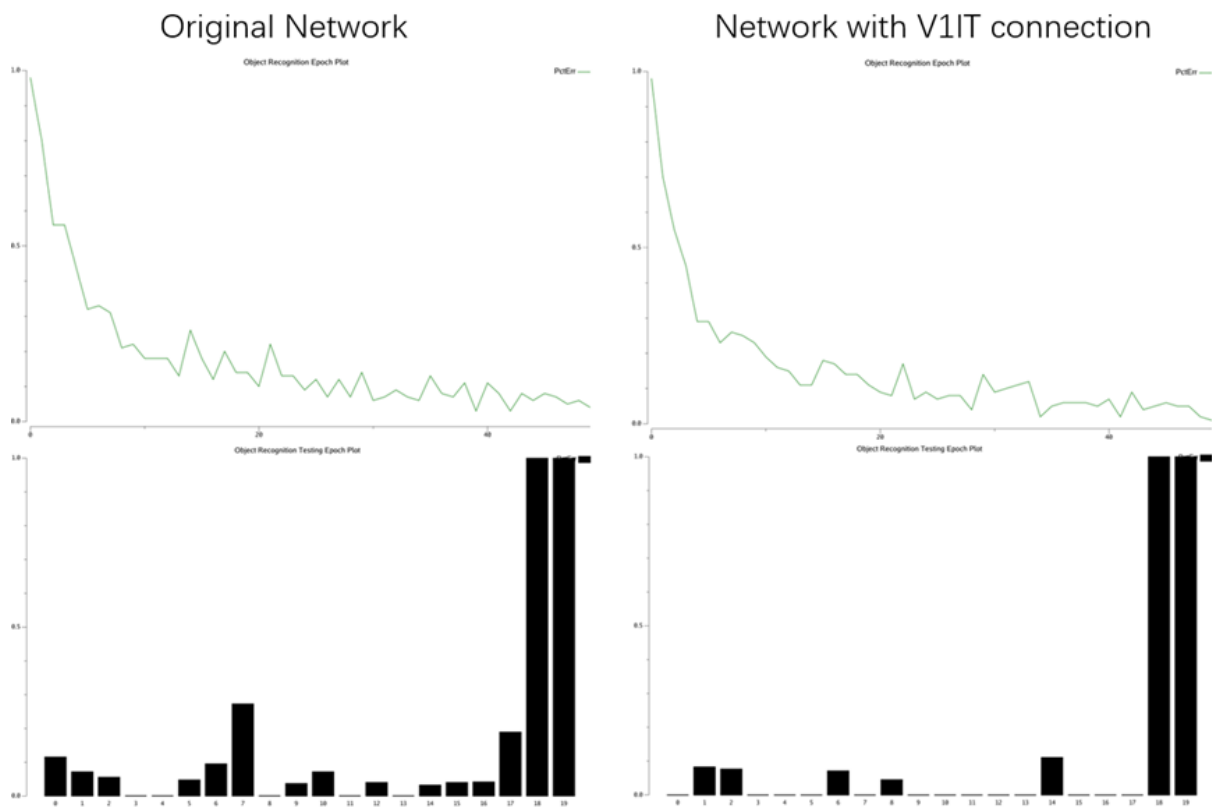 Original Network
Network with V1IT connection
Object Recognition Epoch Plot
PctErr
1.0
0.5
0.0
0 20 40
Object Recognition Epoch Plot
PctErr
1.0
0.5
0.0
0 20 40
Object Recognition Testing Epoch Plot
1.0
0.5
0.0
0 1 2 3 4 5 6 7 8 9 10 11 12 13 14 15 16 17 18 19
Object Recognition Testing Epoch Plot
1.0
0.5
0.0
0 1 2 3 4 5 6 7 8 9 10 11 12 13 14 15 16 17 18 19